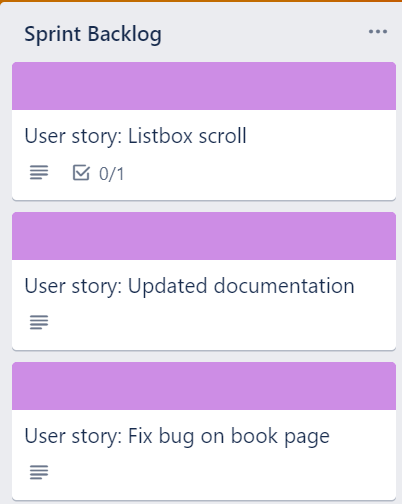 Sprint Backlog
User story: Listbox scroll
0/1
User story: Updated documentation
User story: Fix bug on book page